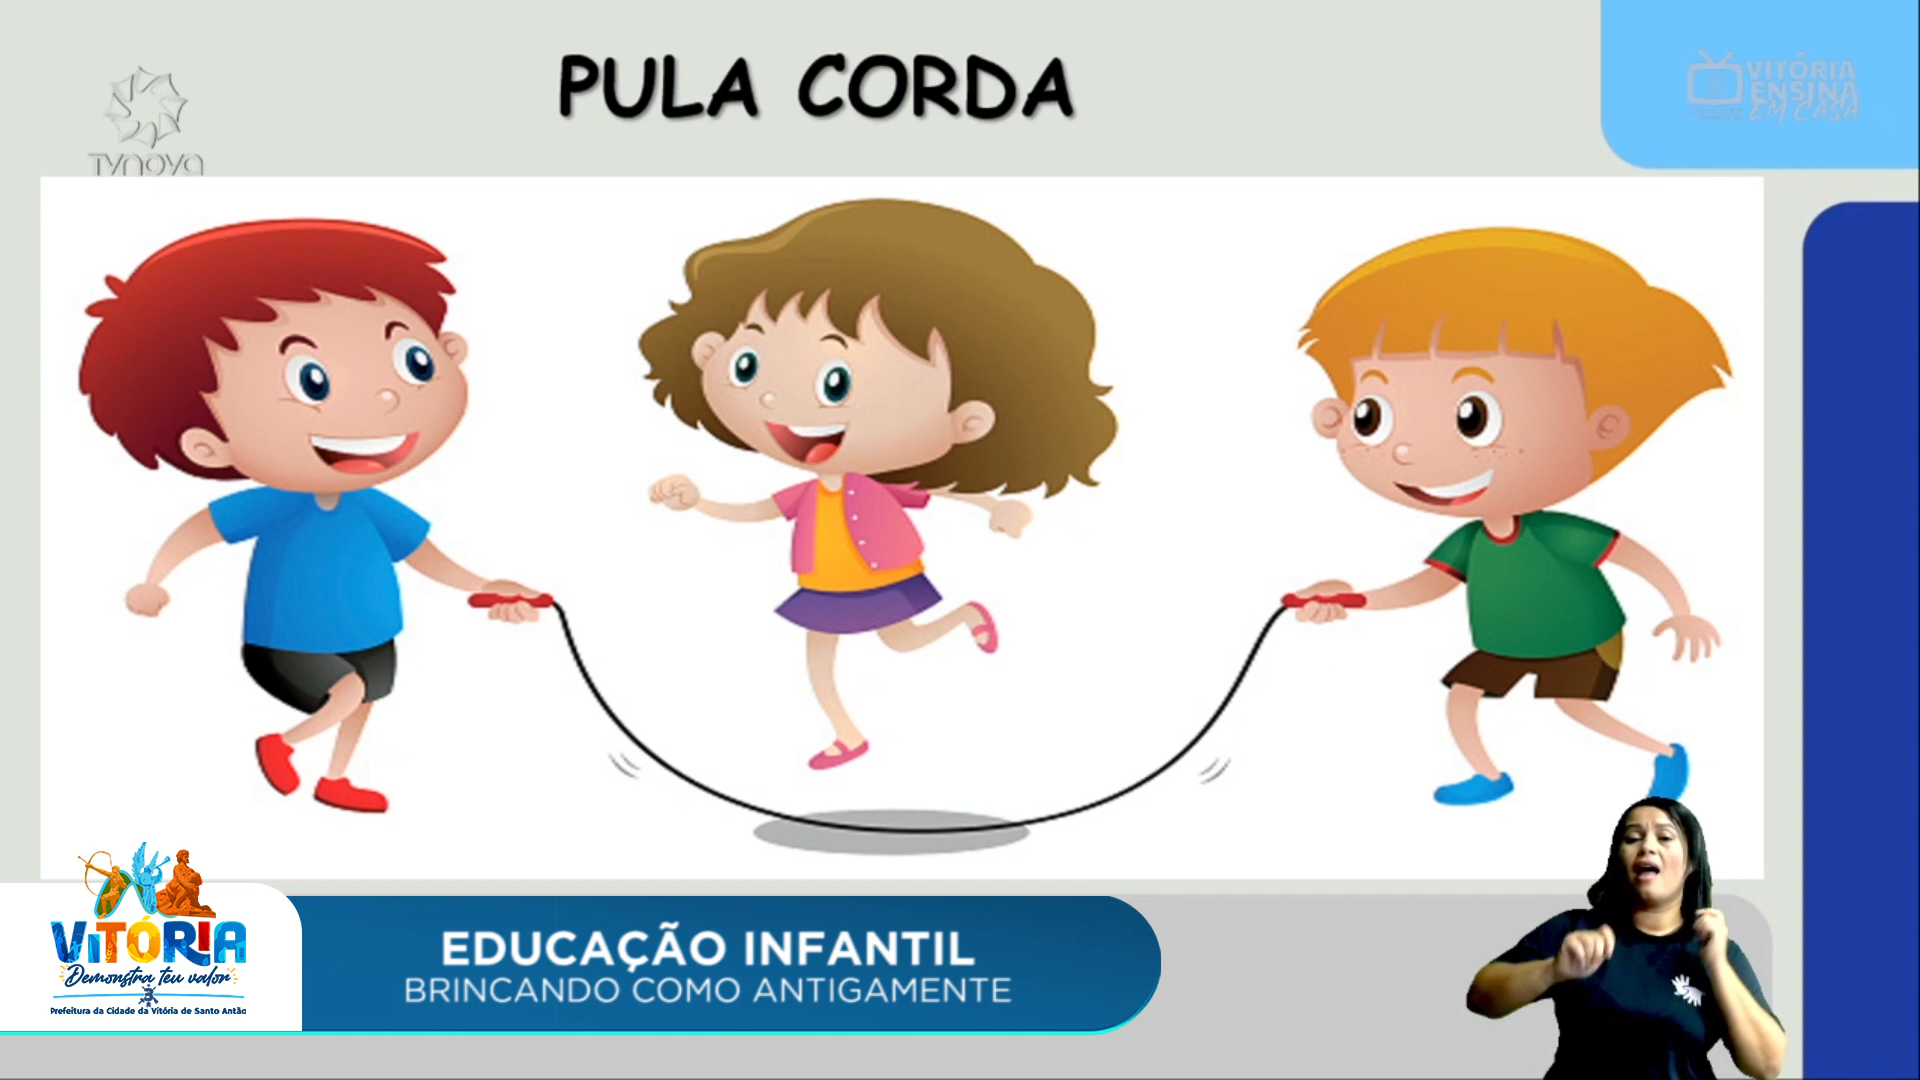 PULA CORDA
TVNOVA
VITÓRIA
ENSINA
EM CASA
VITÓRIA
Demonstra teu valor
Prefeitura da Cidade da Vitória de Santo Antão
EDUCAÇÃO INFANTIL
BRINCANDO COMO ANTIGAMENTE